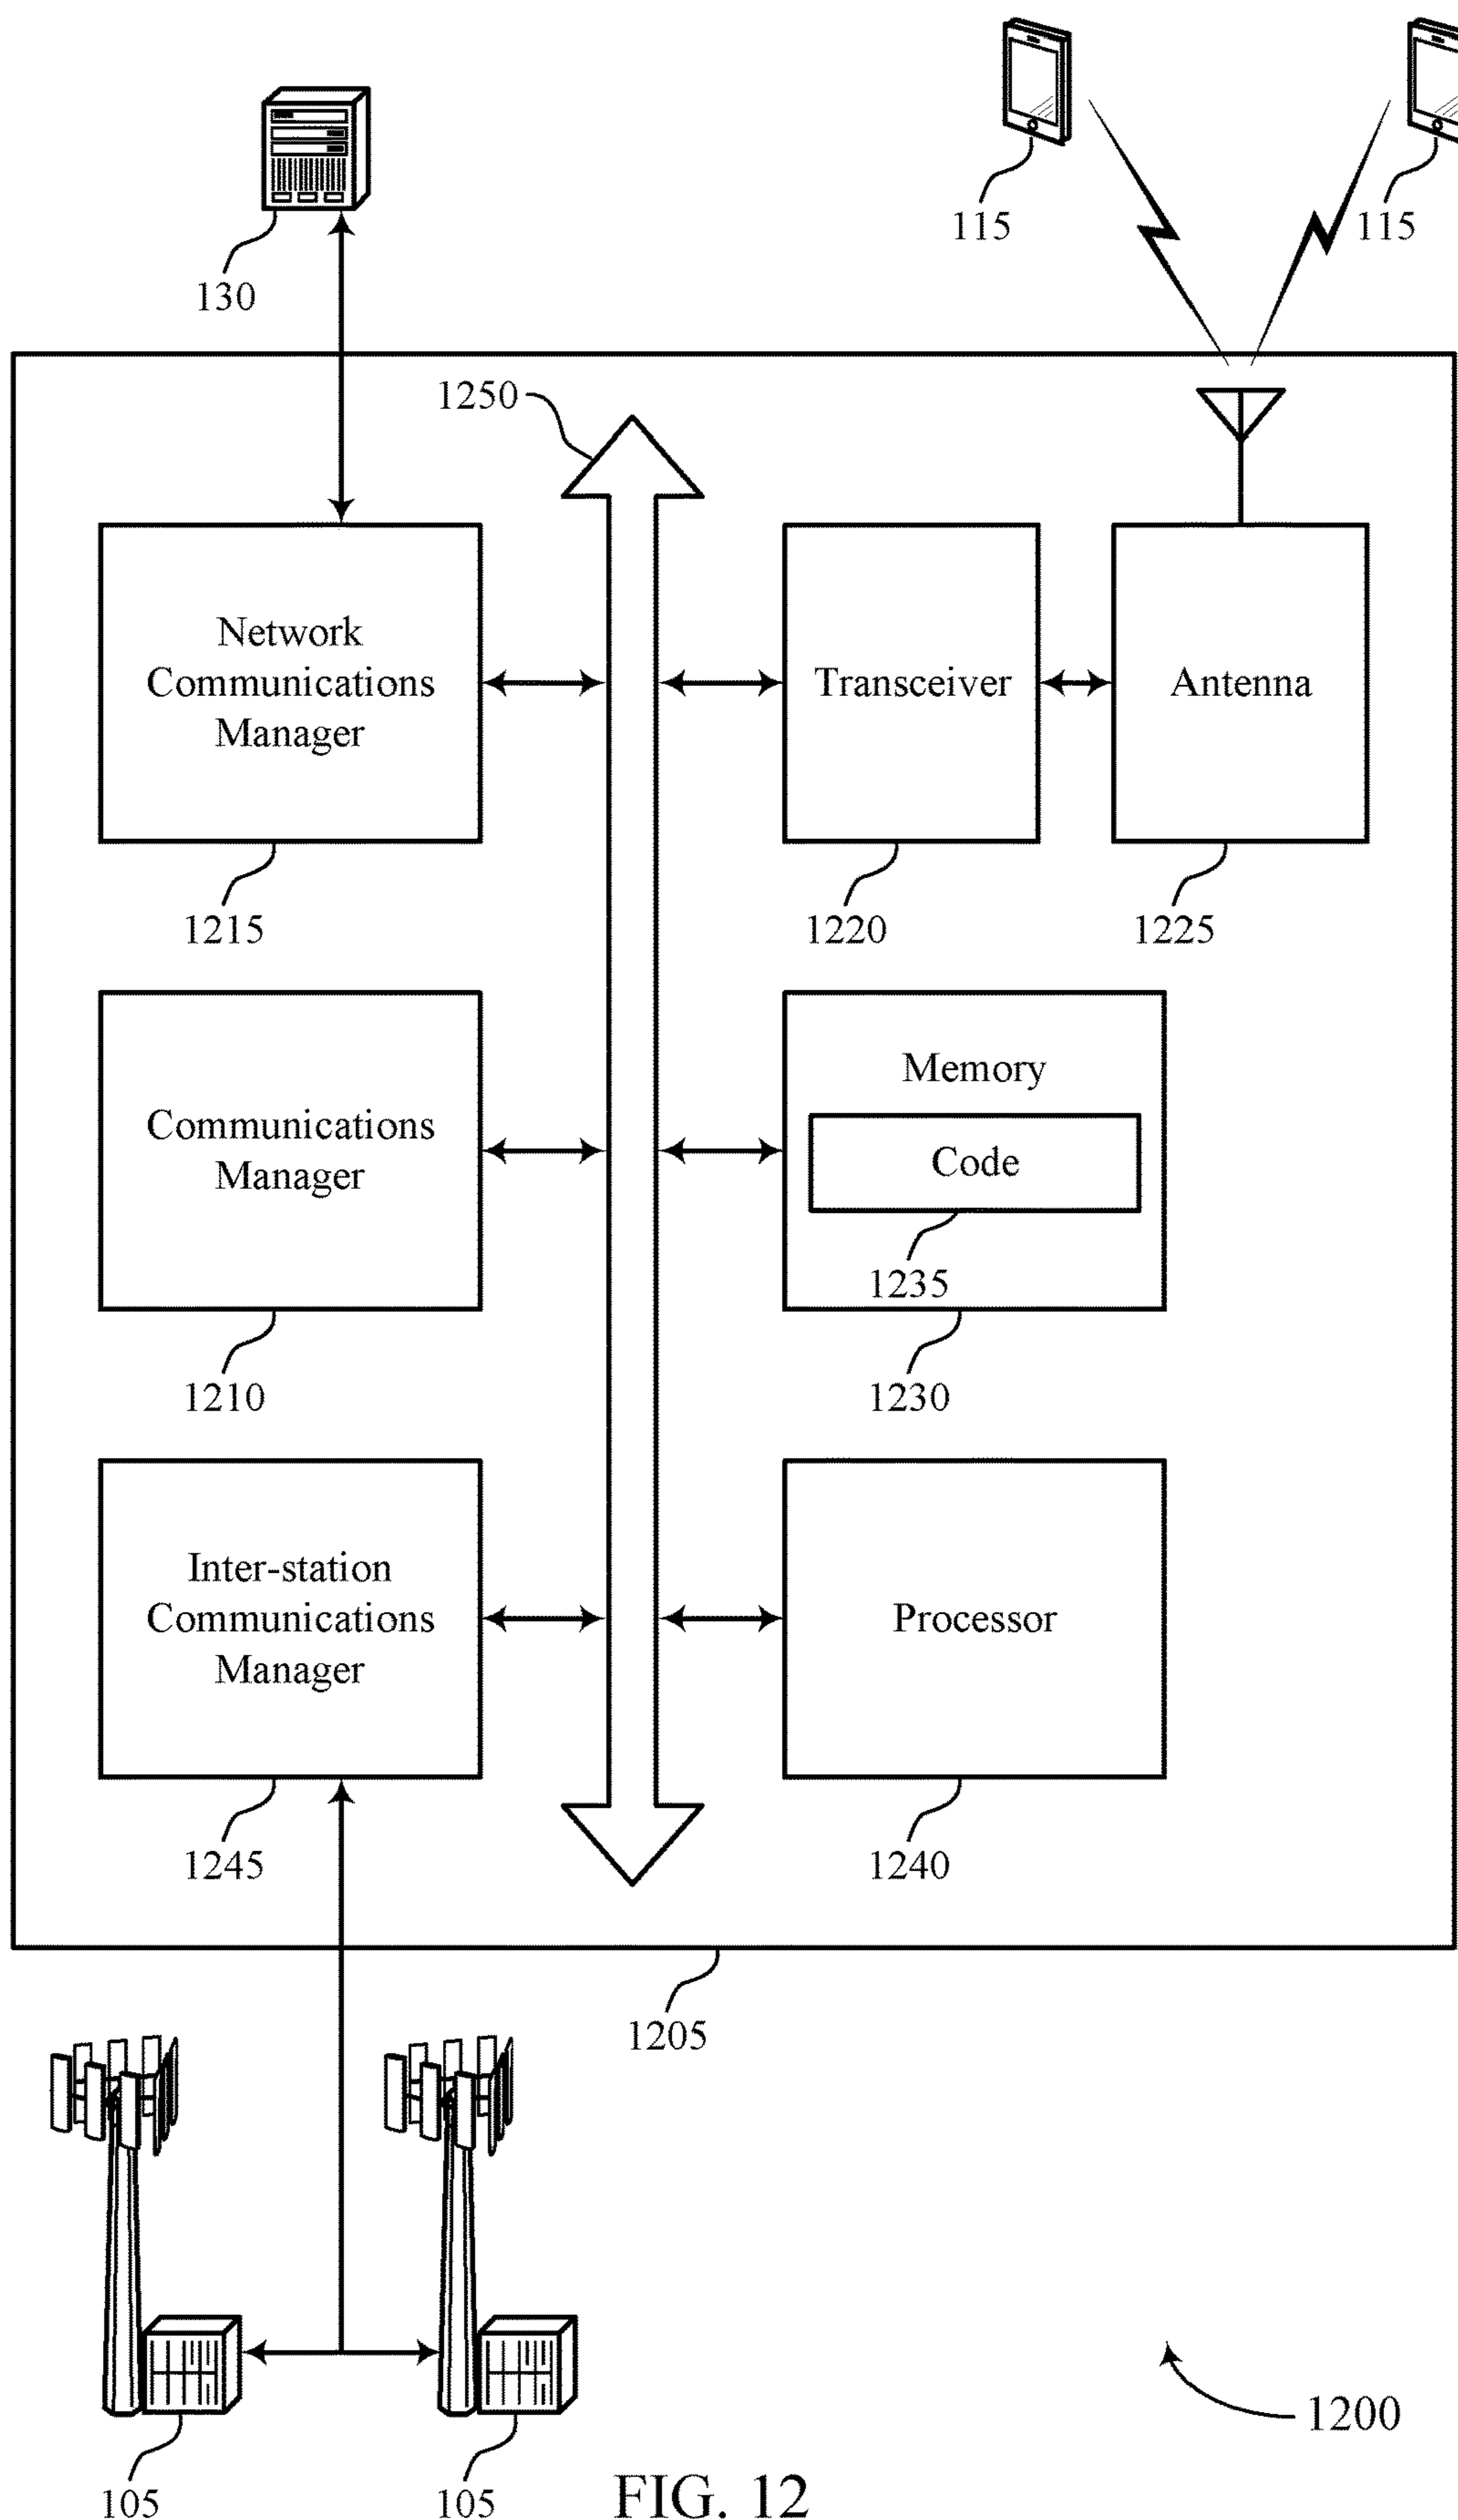 130
115
115
1250
Network
Communications
Manager
Transceiver
Antenna
1215
1220
1225
Communications
Manager
Memory
Code
1235
1210
1230
Inter-station
Communications
Manager
Processor
1245
1240
1205
105
105
1200
FIG. 12